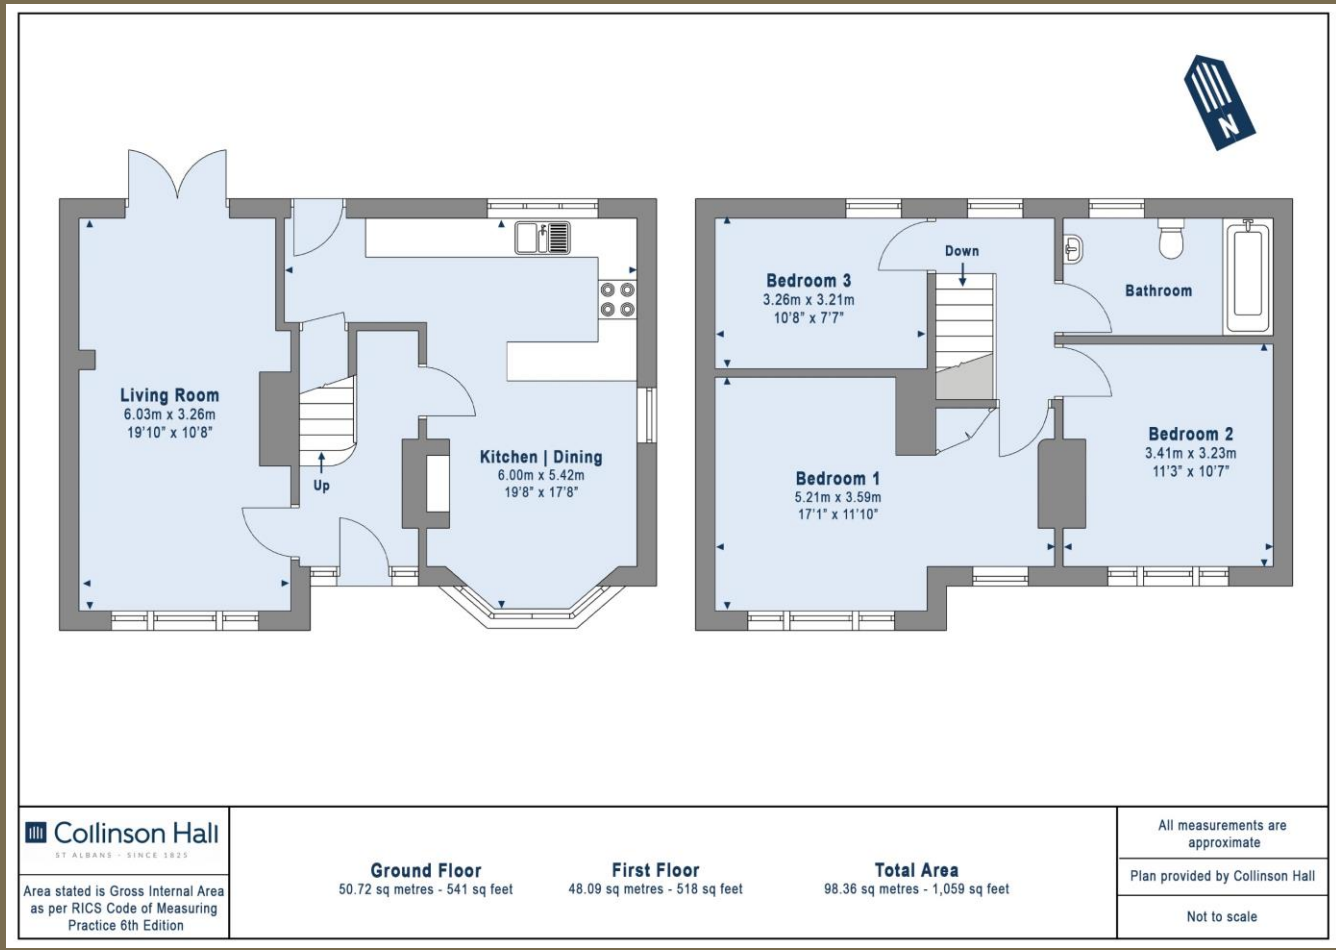 N
Living Room
6.03m x 3.26m
19'10" x 10'8"
Up
Kitchen | Dining
6.00m x 5.42m
19'8" x 17'8"
Bedroom 3
3.26m x 3.21m
10'8" x 7'7"
Down
Bathroom
Bedroom 1
5.21m x 3.59m
17'1" x 11'10"
Bedroom 2
3.41m x 3.23m
11'3" x 10'7"
Collinson Hall
ST ALBANS - SINCE 1825
Area stated is Gross Internal Area
as per RICS Code of Measuring
Practice 6th Edition
Ground Floor
50.72 sq metres - 541 sq feet
First Floor
48.09 sq metres - 518 sq feet
Total Area
98.36 sq metres - 1,059 sq feet
All measurements are
approximate
Plan provided by Collinson Hall
Not to scale